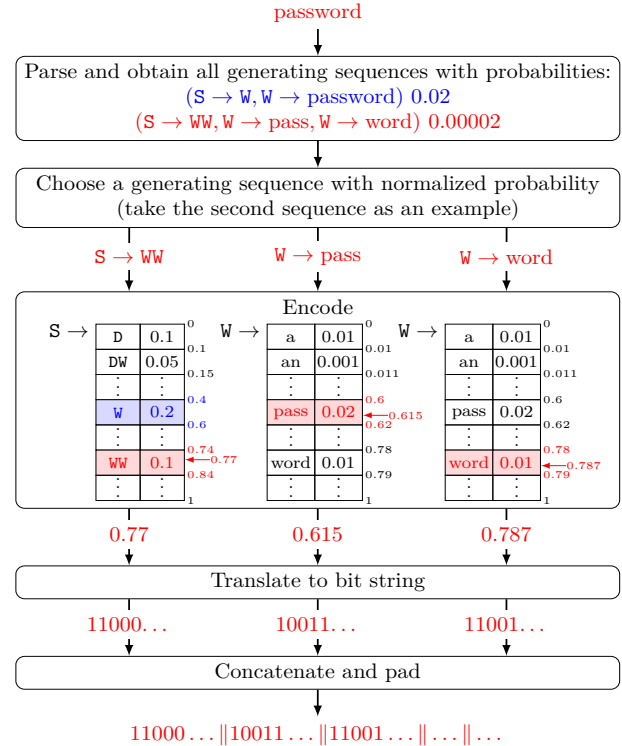 password
Parse and obtain all generating sequences with probabilities:
(S → W, W → password) 0.02
(S → WW, W → pass, W → word) 0.00002
Choose a generating sequence with normalized probability
(take the second sequence as an example)
S → WW W → pass W → word
Encode
S → W → W →
D 0.1
DW 0.05
⋮ ⋮
W 0.2
⋮ ⋮
WW 0.1
⋮ ⋮
0
0.1
0.15
0.4
0.6
0.74
0.77
0.84
1
a 0.01
an 0.001
⋮ ⋮
pass 0.02
⋮ ⋮
word 0.01
⋮ ⋮
0
0.01
0.011
0.6
0.615
0.62
0.78
0.79
1
a 0.01
an 0.001
⋮ ⋮
pass 0.02
⋮ ⋮
word 0.01
⋮ ⋮
0
0.01
0.011
0.6
0.62
0.78
0.787
0.79
1
0.77 0.615 0.787
Translate to bit string
11000... 10011... 11001...
Concatenate and pad
11000...∥10011...∥11001...∥...∥...